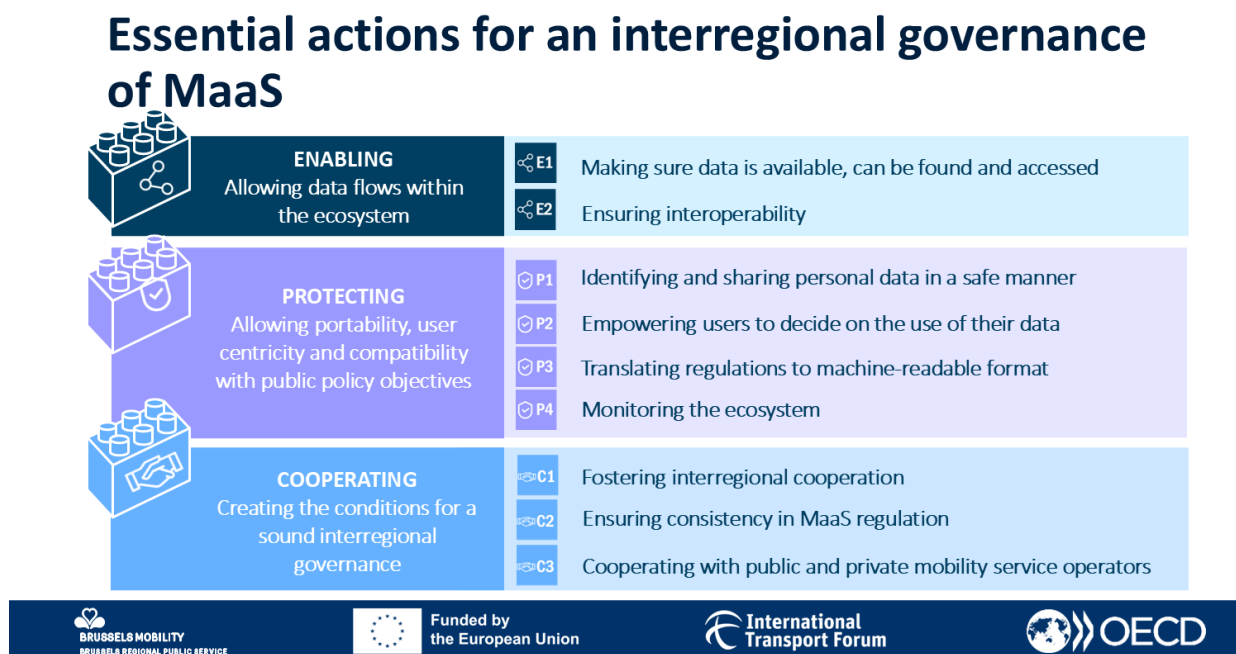 Essential actions for an interregional governance
of MaaS
ENABLING
Allowing data flows within
the ecosystem
E1
Making sure data is available, can be found and accessed
E2
Ensuring interoperability
PROTECTING
Allowing portability, user
centricity and compatibility
with public policy objectives
P1
Identifying and sharing personal data in a safe manner
P2
Empowering users to decide on the use of their data
P3
Translating regulations to machine-readable format
P4
Monitoring the ecosystem
COOPERATING
Creating the conditions for a
sound interregional
governance
C1
Fostering interregional cooperation
C2
Ensuring consistency in MaaS regulation
C3
Cooperating with public and private mobility service operators
BRUSSELS MOBILITY
BRUSSELS REGIONAL PUBLIC SERVICE
Funded by
the European Union
International
Transport Forum
OECD